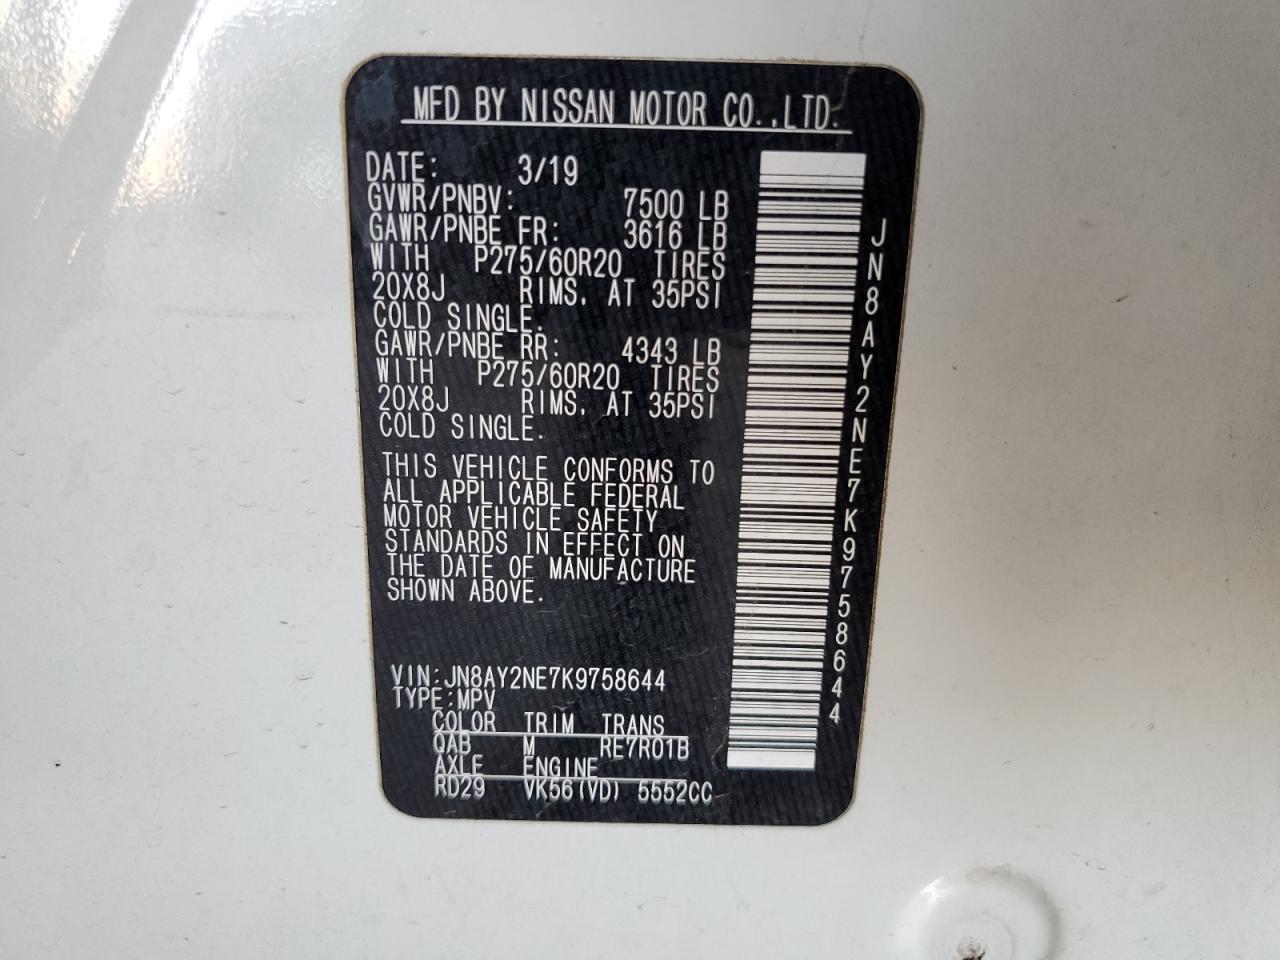 MFD BY NISSAN MOTOR CO.,LTD.
DATE: 3/19
GVWR/PNBV: 7500 LB
GAWR/PNBE FR: 3616 LB
WITH P275/60R20 TIRES
20X8J RIMS, AT 35PSI
COLD SINGLE.
GAWR/PNBE RR: 4343 LB
WITH P275/60R20 TIRES
20X8J RIMS, AT 35PSI
COLD SINGLE.
THIS VEHICLE CONFORMS TO
ALL APPLICABLE FEDERAL
MOTOR VEHICLE SAFETY
STANDARDS IN EFFECT ON
THE DATE OF MANUFACTURE
SHOWN ABOVE.
VIN:JN8AY2NE7K9758644
TYPE:MPV
COLOR TRIM TRANS
QAB M RE7R01B
AXLE ENGINE
RD29 VK56(VD) 5552CC
JN8AY2NE7K9758644